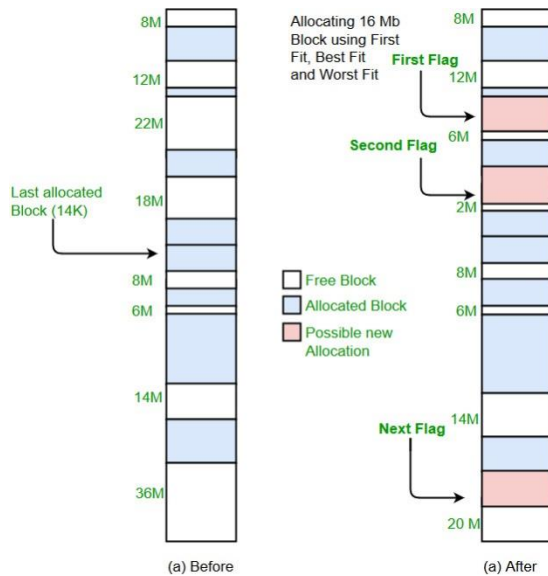 8M
12M
22M
18M
Last allocated
Block (14K)
8M
6M
14M
36M
(a) Before
Allocating 16 Mb
Block using First
Fit, Best Fit
and Worst Fit
First Flag
Second Flag
Free Block
Allocated Block
Possible new
Allocation
Next Flag
8M
12M
6M
2M
8M
6M
14M
20 M
(a) After